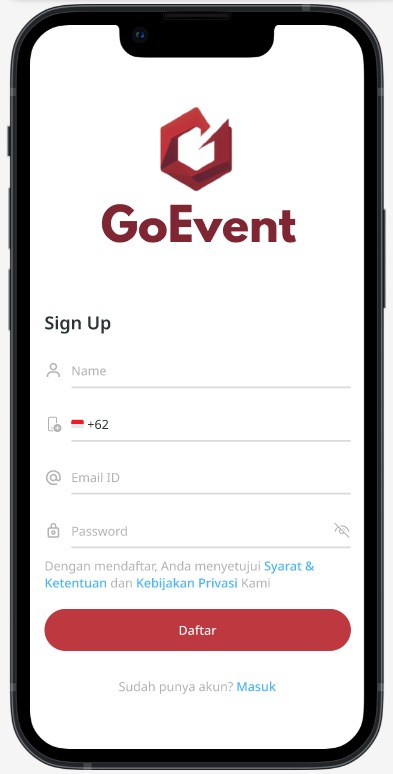 GoEvent
Sign Up
Name
+62
Email ID
Password
Dengan mendaftar, Anda menyetujui Syarat &
Ketentuan dan Kebijakan Privasi Kami
Daftar
Sudah punya akun? Masuk